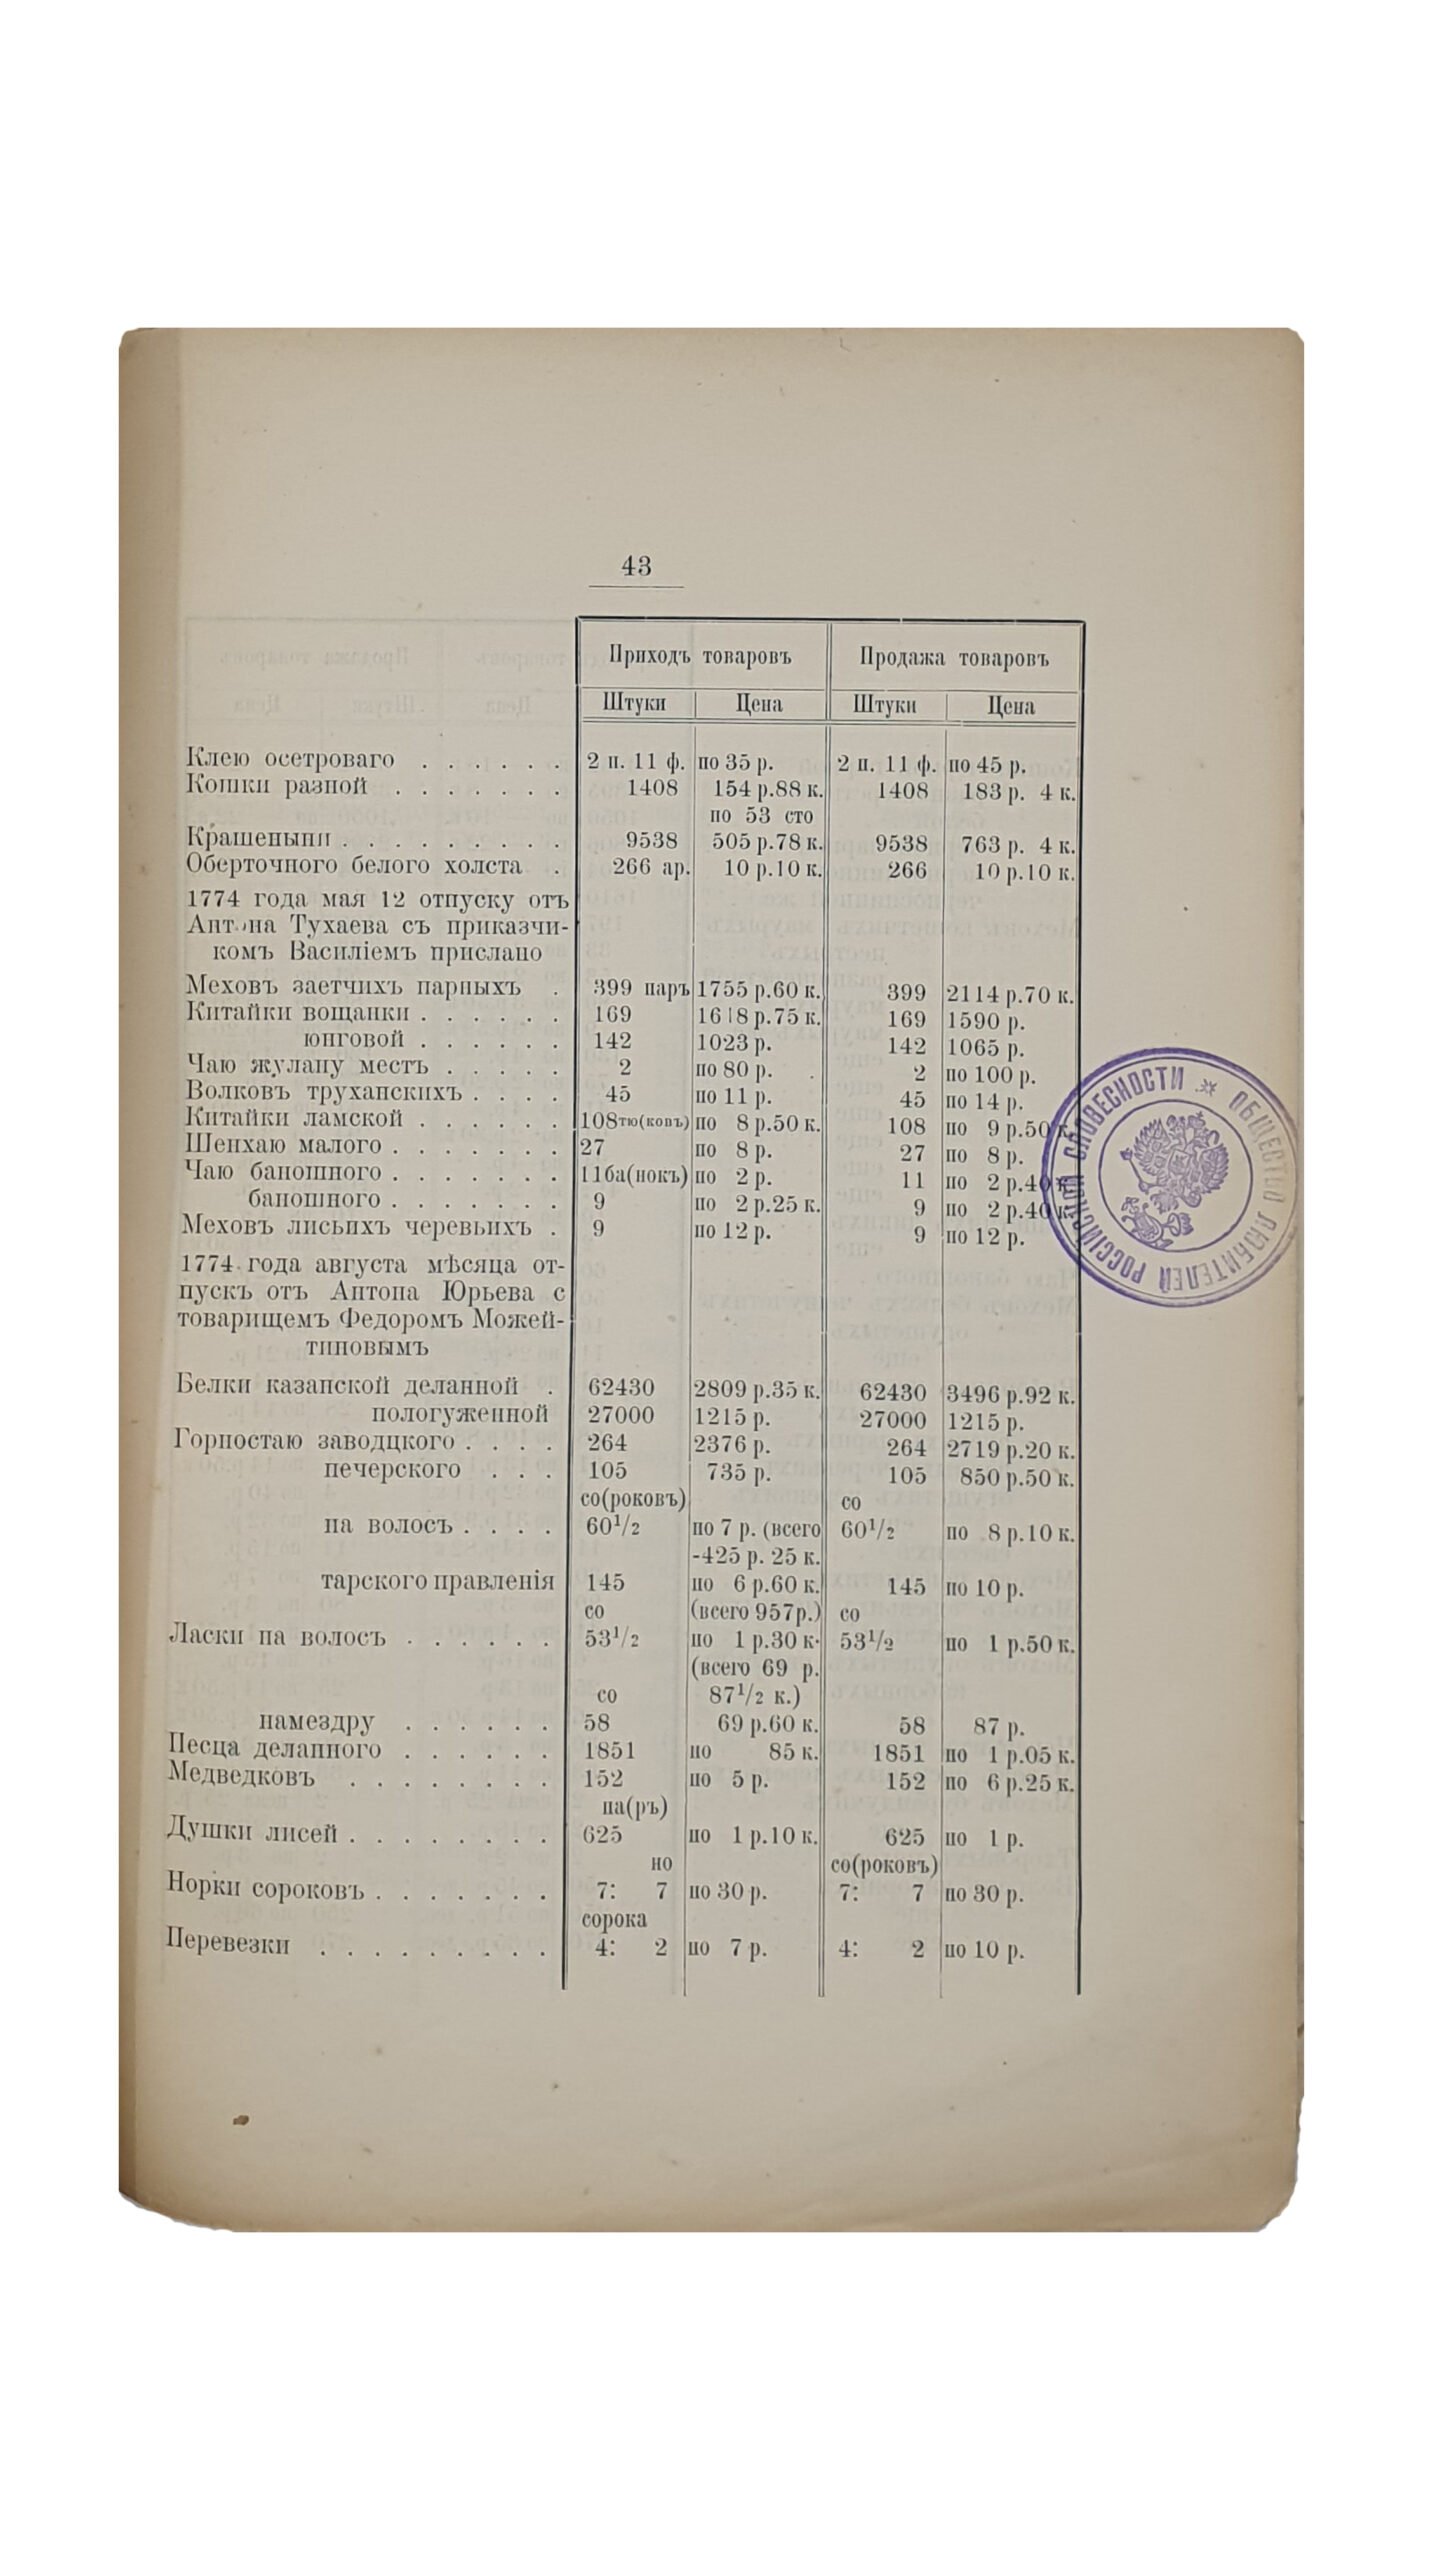 43
Приходъ товаровъ Продажа товаровъ
Штуки Цена Штуки Цена
Клею осетроваго . . . . . . 2 п. 11 ф. по 35 р. 2 п. 11 ф. по 45 р.
Кошки разной . . . . . . . 1408 154 р. 88 к. 1408 183 р. 4 к.
по 53 сто
Крашеныни . . . . . . . . . 9538 505 р. 78 к. 9538 763 р. 4 к.
Оберточного белого холста . 266 ар. 10 р. 10 к. 266 10 р. 10 к.
1774 года мая 12 отпуску отъ
Антона Тухаева съ приказчи-
комъ Василіемъ прислано
Меховъ заетчихъ парныхъ . 399 паръ 1755 р. 60 к. 399 2114 р. 70 к.
Китайки вощанки . . . . . . 169 1618 р. 75 к. 169 1590 р.
юнговой . . . . . . 142 1023 р. 142 1065 р.
Чаю жулану местъ . . . . . 2 по 80 р. 2 по 100 р.
Волковъ труханскихъ . . . . 45 по 11 р. 45 по 14 р.
Китайки ламской . . . . . . 108 тю(ковъ) по 8 р. 50 к. 108 по 9 р. 50 к.
Шенхаю малого . . . . . . . 27 по 8 р. 27 по 8 р.
Чаю баношного . . . . . . . 11 ба(нокъ) по 2 р. 11 по 2 р. 40 к.
баношного . . . . . . . 9 по 2 р. 25 к. 9 по 2 р. 40 к.
Меховъ лисьихъ черевьихъ . 9 по 12 р. 9 по 12 р.
1774 года августа мѣсяца от-
пускъ отъ Антона Юрьева с
товарищемъ Федоромъ Можей-
тиновымъ
Белки казанской деланной . 62430 2809 р. 35 к. 62430 3496 р. 92 к.
пологуженной 27000 1215 р. 27000 1215 р.
Горностаю заводцкого . . . . 264 2376 р. 264 2719 р. 20 к.
печерского . . . 105 735 р. 105 850 р. 50 к.
со(роковъ) со
на волосъ . . . . 60¹/₂ по 7 р. (всего 60¹/₂ по 8 р. 10 к.
-425 р. 25 к.
тарского правленія 145 по 6 р. 60 к. 145 по 10 р.
со (всего 957 р.) со
Ласки на волосъ . . . . . . 53¹/₂ по 1 р. 30 к. 53¹/₂ по 1 р. 50 к.
(всего 69 р.
со 87¹/₂ к.)
намездру . . . . . . 58 69 р. 60 к. 58 87 р.
Песца деланного . . . . . . 1851 по 85 к. 1851 по 1 р. 05 к.
Медведковъ . . . . . . . . 152 по 5 р. 152 по 6 р. 25 к.
па(ръ)
Душки лисей . . . . . . . . 625 по 1 р. 10 к. 625 по 1 р.
но со(роковъ)
Норки сороковъ . . . . . . . 7: 7 по 30 р. 7: 7 по 30 р.
сорока
Перевезки . . . . . . . . . 4: 2 по 7 р. 4: 2 по 10 р.
ОБЩЕСТВО ЛЮБИТЕЛЕЙ РОССІЙСКОЙ СЛОВЕСНОСТИ